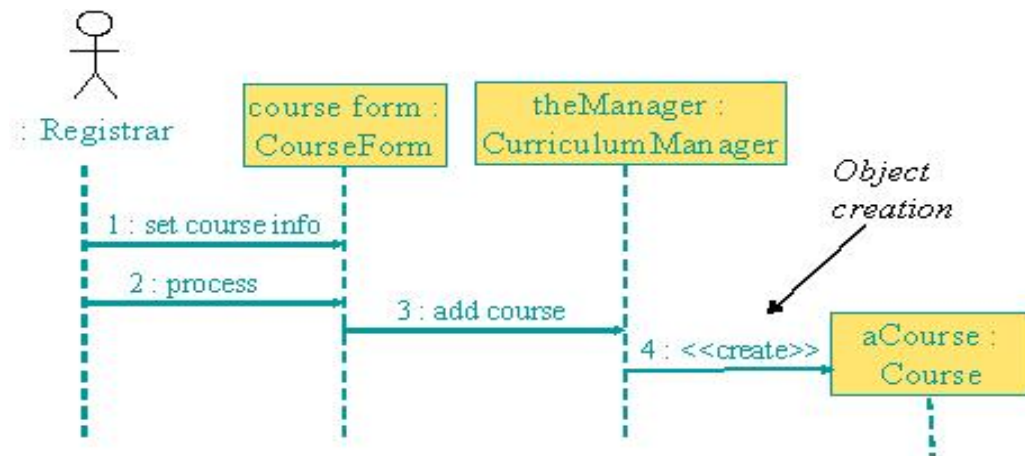 : Registrar
course form :
CourseForm
theManager :
CurriculumManager
Object
creation
1 : set course info
2 : process
3 : add course
4 : <<create>>
aCourse :
Course